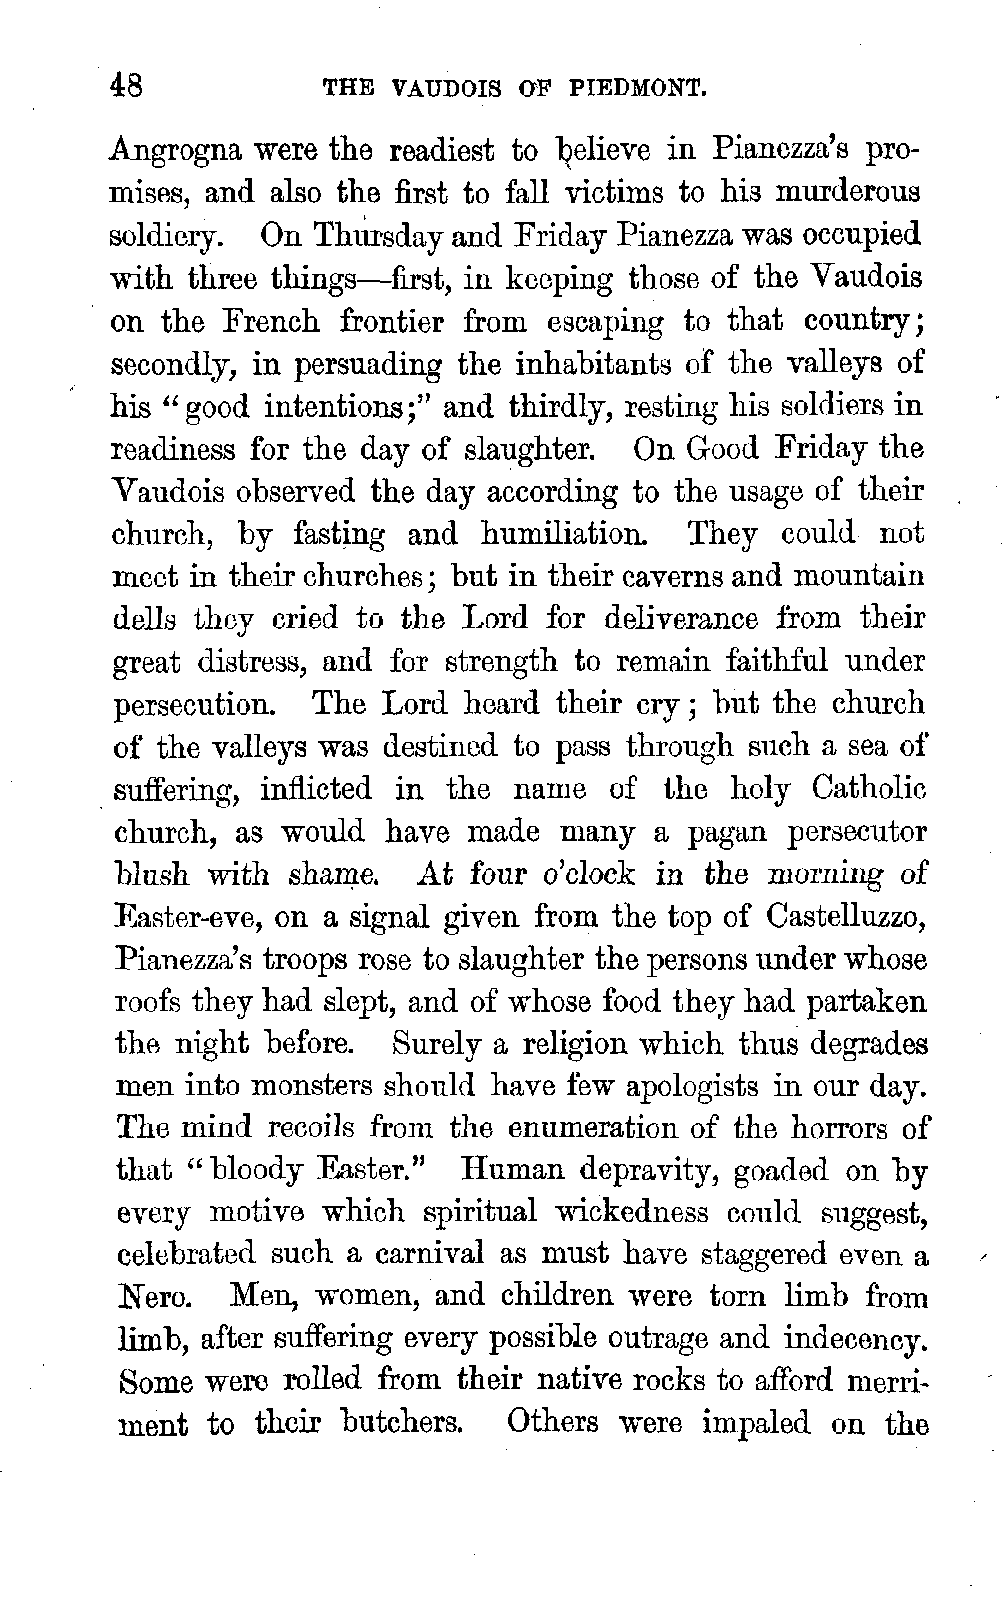 48 THE VAUDOIS OF PIEDMONT.
Angrogna were the readiest to believe in Pianezza's pro-
mises, and also the first to fall victims to his murderous
soldiery. On Thursday and Friday Pianezza was occupied
with three things—first, in keeping those of the Vaudois
on the French frontier from escaping to that country;
secondly, in persuading the inhabitants of the valleys of
his "good intentions;" and thirdly, resting his soldiers in
readiness for the day of slaughter. On Good Friday the
Vaudois observed the day according to the usage of their
church, by fasting and humiliation. They could not
meet in their churches; but in their caverns and mountain
dells they cried to the Lord for deliverance from their
great distress, and for strength to remain faithful under
persecution. The Lord heard their cry; but the church
of the valleys was destined to pass through such a sea of
suffering, inflicted in the name of the holy Catholic
church, as would have made many a pagan persecutor
blush with shame. At four o'clock in the morning of
Easter-eve, on a signal given from the top of Castelluzzo,
Pianezza's troops rose to slaughter the persons under whose
roofs they had slept, and of whose food they had partaken
the night before. Surely a religion which thus degrades
men into monsters should have few apologists in our day.
The mind recoils from the enumeration of the horrors of
that "bloody Easter." Human depravity, goaded on by
every motive which spiritual wickedness could suggest,
celebrated such a carnival as must have staggered even a
Nero. Men, women, and children were torn limb from
limb, after suffering every possible outrage and indecency.
Some were rolled from their native rocks to afford merri-
ment to their butchers. Others were impaled on the